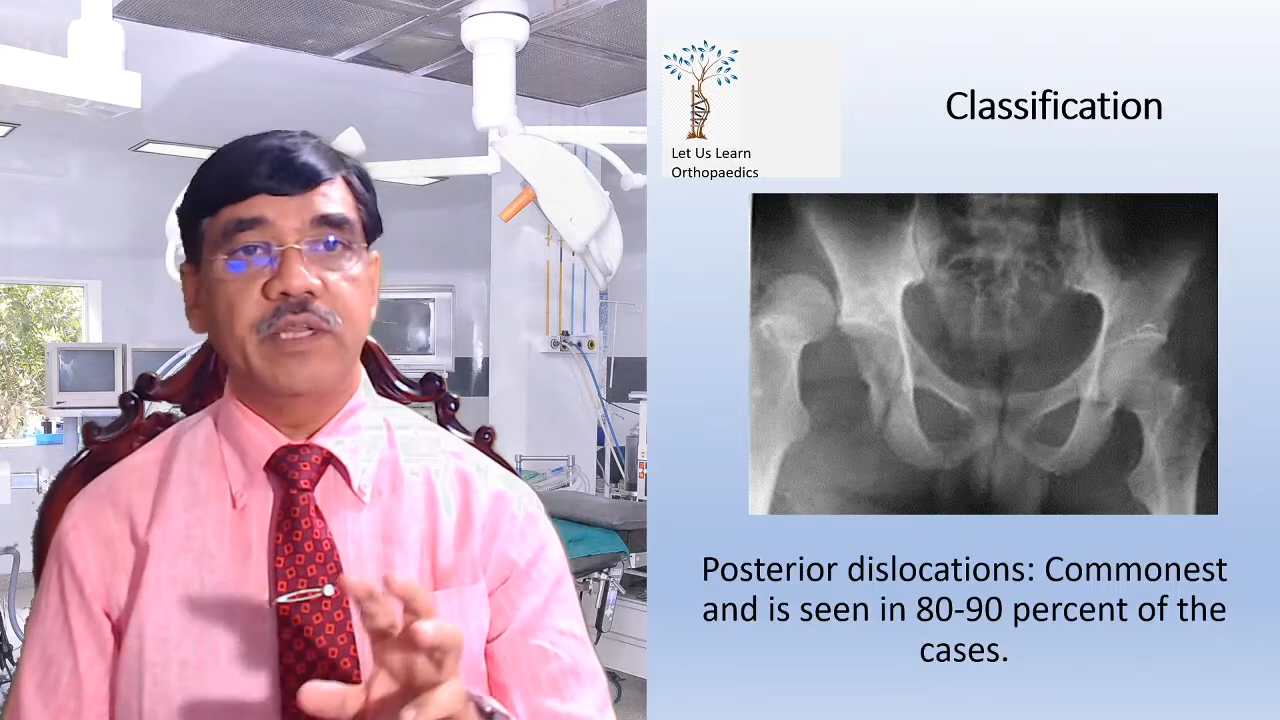 Let Us Learn
Orthopaedics
Classification
Posterior dislocations: Commonest
and is seen in 80-90 percent of the
cases.